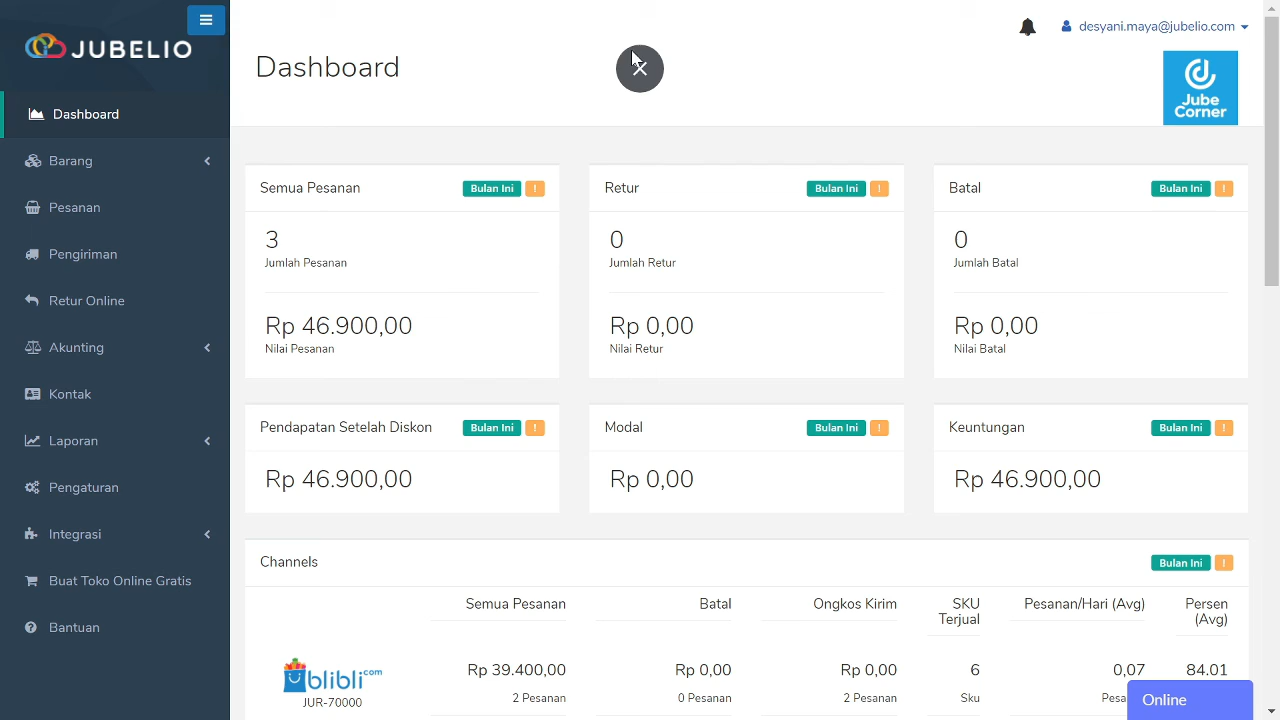 JUBELIO
desyani.maya@jubelio.com
Dashboard
Jube
Corner
Dashboard
Barang
Pesanan
Pengiriman
Retur Online
Akunting
Kontak
Laporan
Pengaturan
Integrasi
Buat Toko Online Gratis
Bantuan
Semua Pesanan Bulan Ini !
3
Jumlah Pesanan
Rp 46.900,00
Nilai Pesanan
Retur Bulan Ini !
0
Jumlah Retur
Rp 0,00
Nilai Retur
Batal Bulan Ini !
0
Jumlah Batal
Rp 0,00
Nilai Batal
Pendapatan Setelah Diskon Bulan Ini !
Rp 46.900,00
Modal Bulan Ini !
Rp 0,00
Keuntungan Bulan Ini !
Rp 46.900,00
Channels Bulan Ini !
Semua Pesanan Batal Ongkos Kirim SKU Terjual Pesanan/Hari (Avg) Persen (Avg)
blibli.com Rp 39.400,00 Rp 0,00 Rp 0,00 6 0,07 84.01
JUR-70000 2 Pesanan 0 Pesanan 2 Pesanan Sku
Online